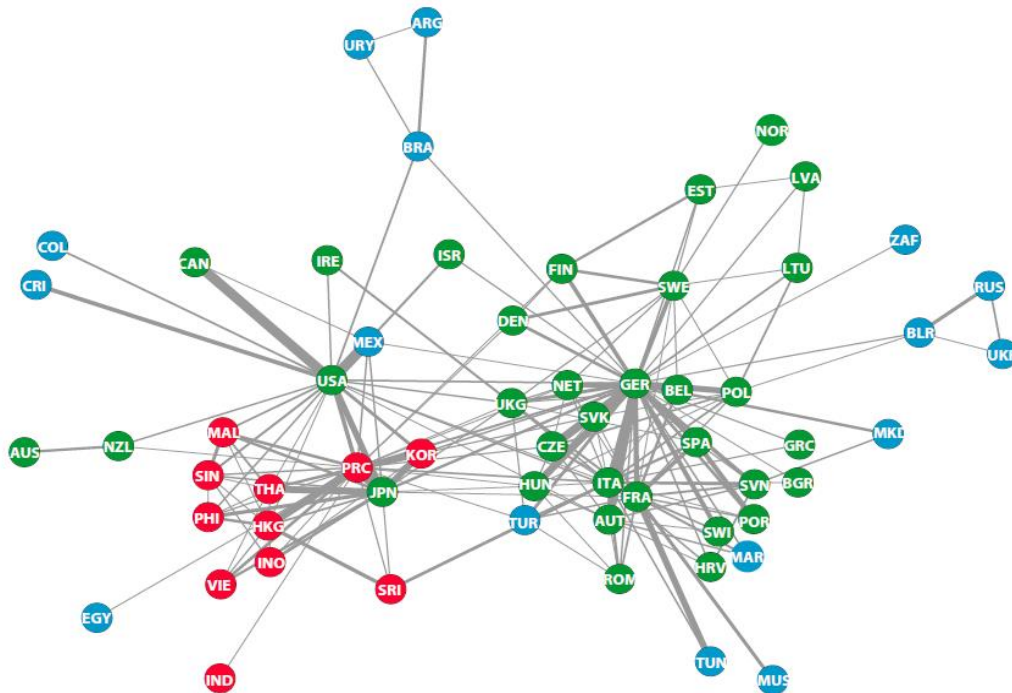 ARG
URY
NOR
BRA
LVA
EST
ZAF
COL
CAN
IRE
ISR
FIN
LTU
CRI
SWE
RUS
DEN
BLR
MEX
UKR
USA
NET
GER
BEL
POL
UKG
SVK
MAL
MKD
AUS
NZL
CZE
SPA
GRC
KOR
PRC
SIN
THA
JPN
HUN
ITA
FRA
SVN
BGR
PHI
HKG
TUR
AUT
POR
SWI
INO
MAR
HRV
VIE
SRI
ROM
EGY
TUN
IND
MUS